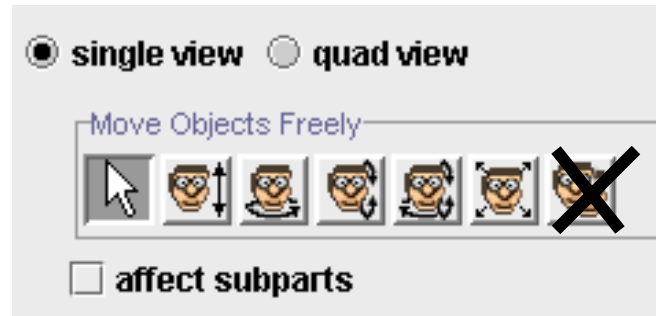 single view quad view
Move Objects Freely
affect subparts